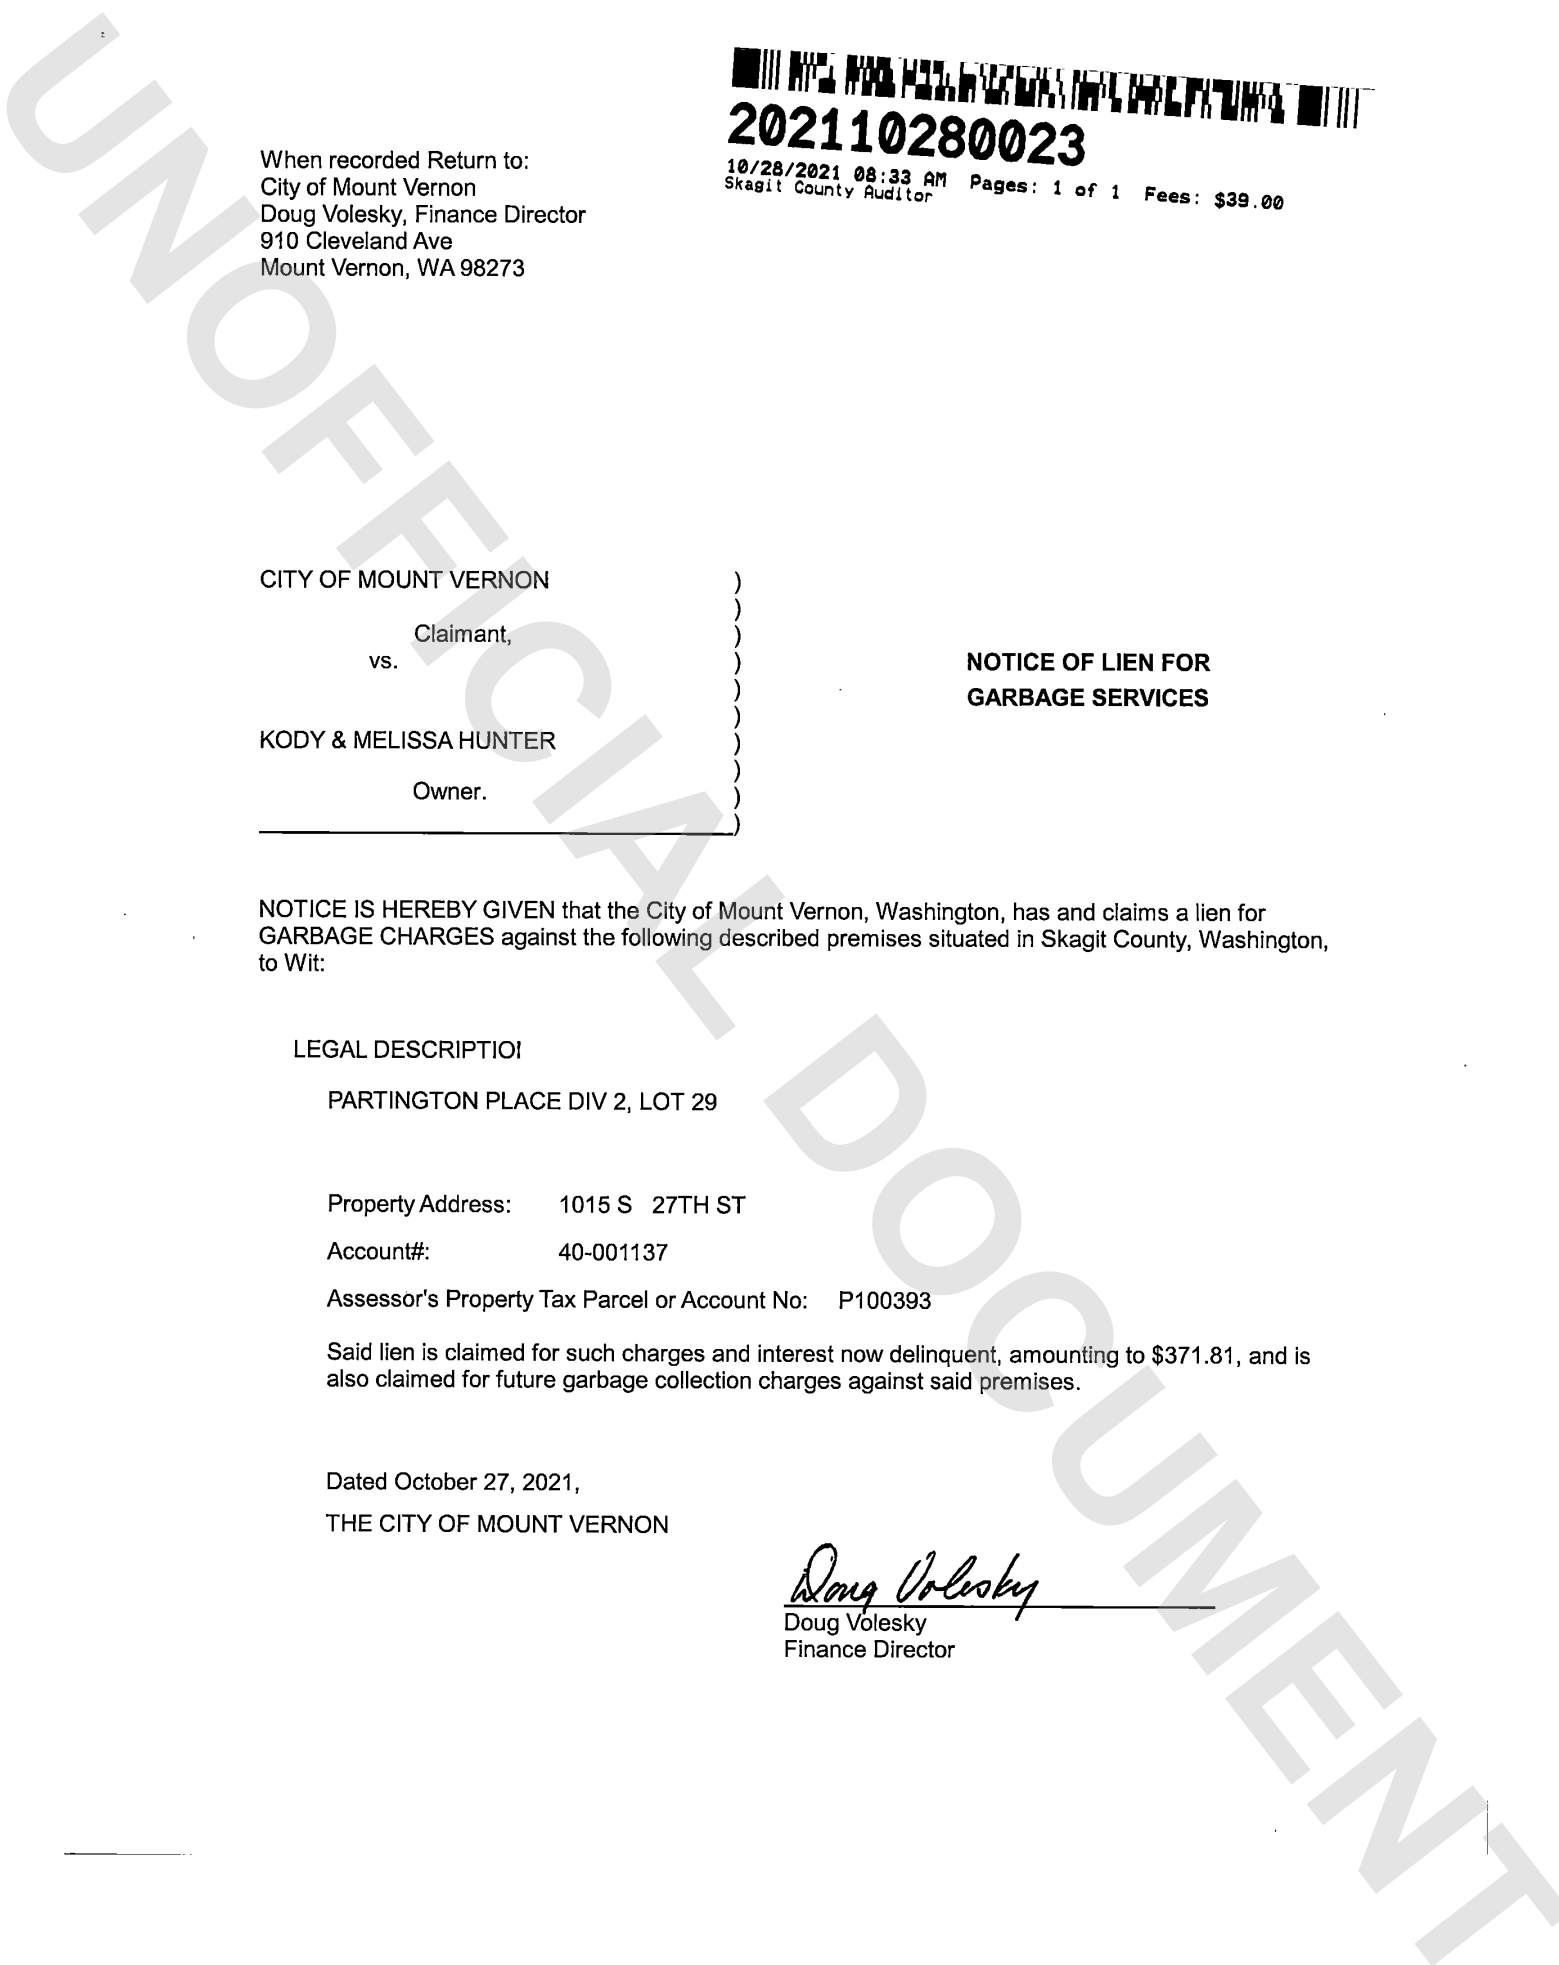 202110280023
10/28/2021 08:33 AM Pages: 1 of 1 Fees: $39.00
Skagit County Auditor
When recorded Return to:
City of Mount Vernon
Doug Volesky, Finance Director
910 Cleveland Ave
Mount Vernon, WA 98273
CITY OF MOUNT VERNON )
)
Claimant, )
vs. )
)
)
KODY & MELISSA HUNTER )
)
Owner. )
)
NOTICE OF LIEN FOR
GARBAGE SERVICES
NOTICE IS HEREBY GIVEN that the City of Mount Vernon, Washington, has and claims a lien for
GARBAGE CHARGES against the following described premises situated in Skagit County, Washington,
to Wit:
LEGAL DESCRIPTIO
PARTINGTON PLACE DIV 2, LOT 29
Property Address: 1015 S 27TH ST
Account#: 40-001137
Assessor's Property Tax Parcel or Account No: P100393
Said lien is claimed for such charges and interest now delinquent, amounting to $371.81, and is
also claimed for future garbage collection charges against said premises.
Dated October 27, 2021,
THE CITY OF MOUNT VERNON
Doug Volesky
Doug Volesky
Finance Director
UNOFFICIAL DOCUMENT